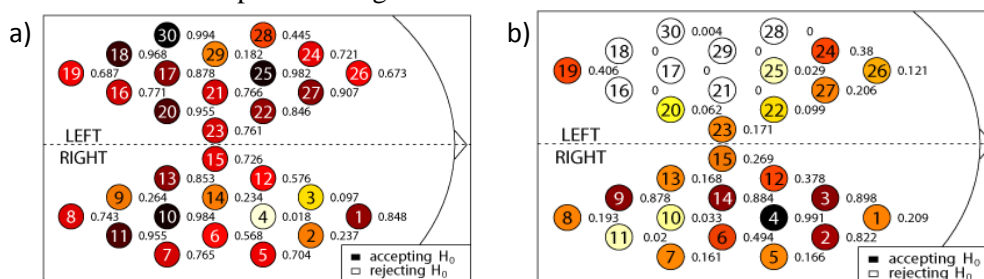 a)
30 0.994 28 .445
18 0.968 29 0.182 24 0.721
19 0.687 17 0.878 25 0.982 26 0.673
16 0.771 21 0.766 27 0.907
20 0.955 22 0.846
23 0.761
LEFT
RIGHT
15 0.726
13 0.853 12 0.576
9 0.264 14 0.234 3 0.097
8 0.743 10 0.984 4 0.018 1 0.848
11 0.955 6 0.568 2 0.237
7 0.765 5 0.704
accepting H₀
rejecting H₀
b)
30 0.004 28 0
18 0 29 0 24 0.38
19 0.406 17 0 25 0.029 26 0.121
16 0 21 0 27 0.206
20 0.062 22 0.099
23 0.171
LEFT
RIGHT
15 0.269
13 0.168 12 0.378
9 0.878 14 0.884 3 0.898
8 0.193 10 0.033 4 0.991 1 0.209
11 0.02 6 0.494 2 0.822
7 0.161 5 0.166
accepting H₀
rejecting H₀